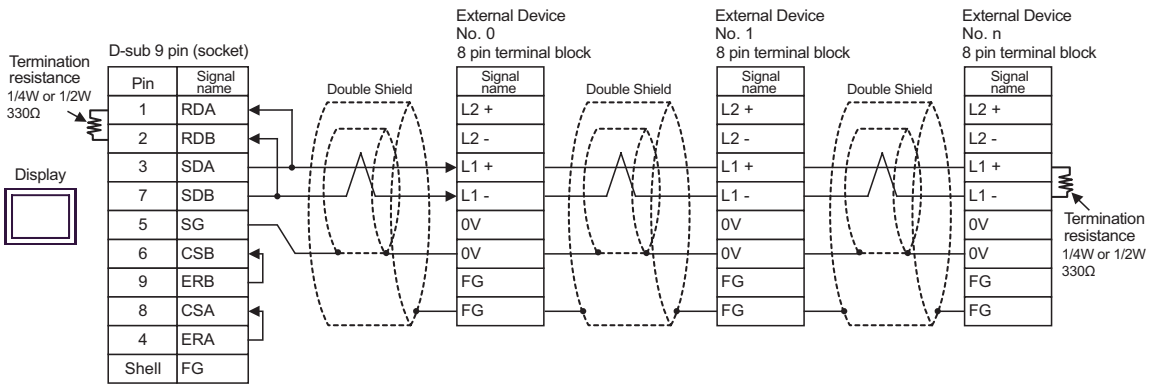 Termination
resistance
1/4W or 1/2W
330Ω
Display
D-sub 9 pin (socket)
Pin Signal name
1 RDA
2 RDB
3 SDA
7 SDB
5 SG
6 CSB
9 ERB
8 CSA
4 ERA
Shell FG
Double Shield
External Device
No. 0
8 pin terminal block
Signal
name
L2 +
L2 -
L1 +
L1 -
0V
0V
FG
FG
Double Shield
External Device
No. 1
8 pin terminal block
Signal
name
L2 +
L2 -
L1 +
L1 -
0V
0V
FG
FG
Double Shield
External Device
No. n
8 pin terminal block
Signal
name
L2 +
L2 -
L1 +
L1 -
0V
0V
FG
FG
Termination
resistance
1/4W or 1/2W
330Ω